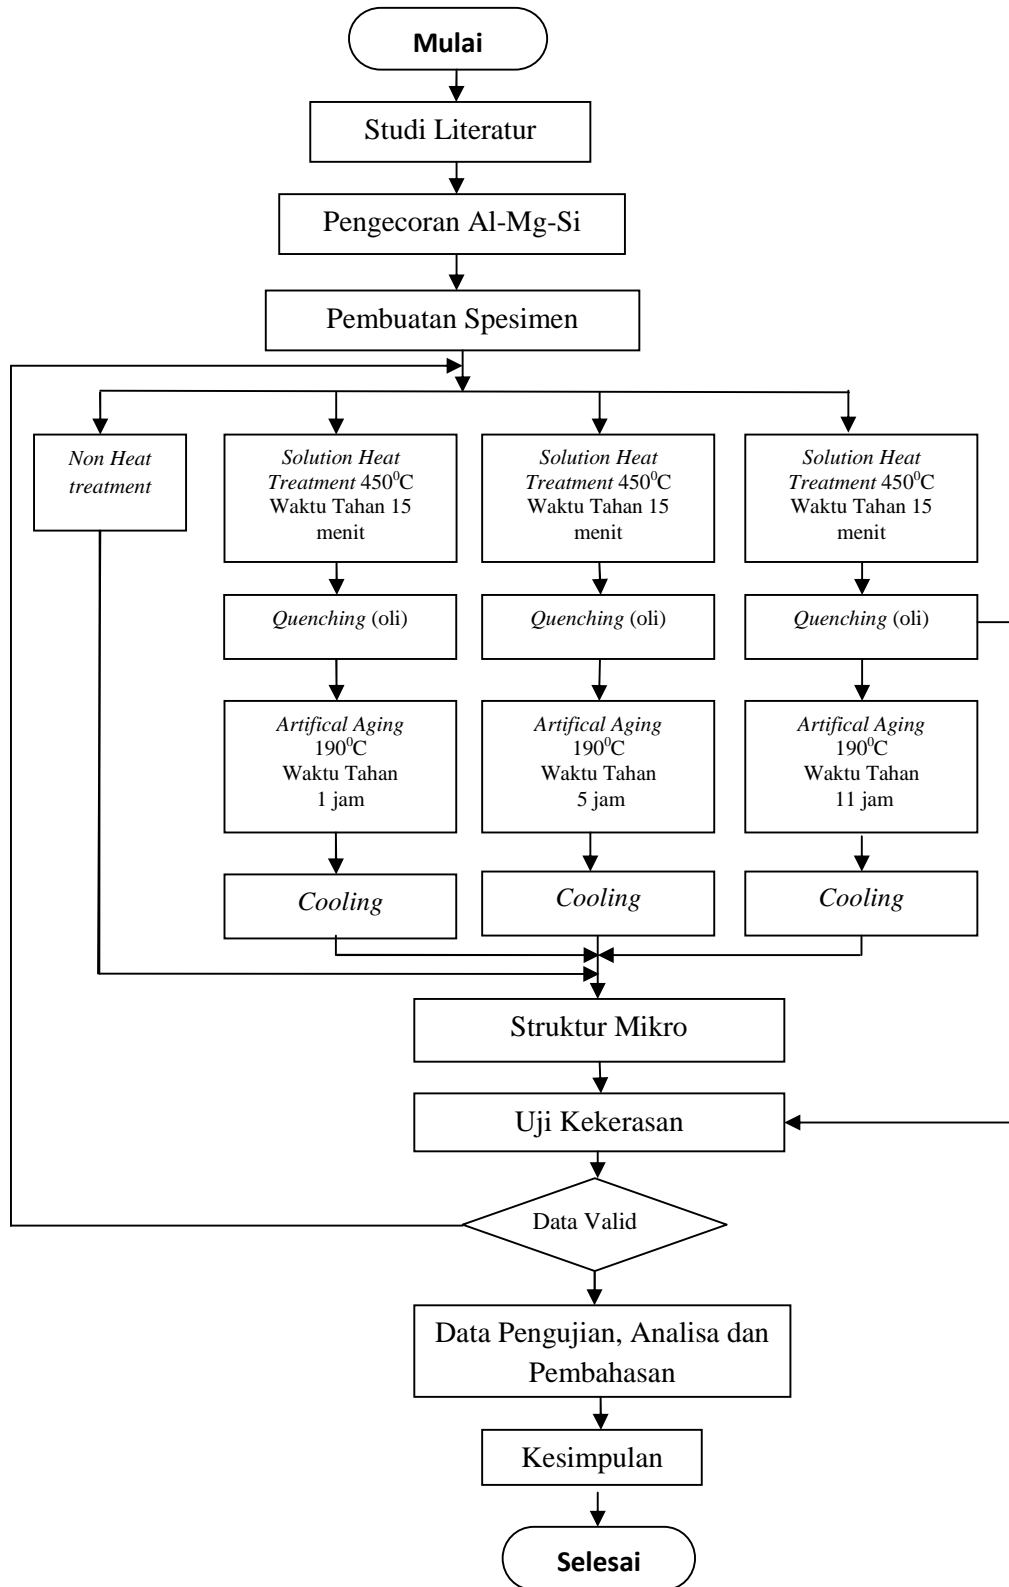 Mulai
Studi Literatur
Pengecoran Al-Mg-Si
Pembuatan Spesimen
Non Heat
treatment
Solution Heat
Treatment 450⁰C
Waktu Tahan 15
menit
Solution Heat
Treatment 450⁰C
Waktu Tahan 15
menit
Solution Heat
Treatment 450⁰C
Waktu Tahan 15
menit
Quenching (oli)
Quenching (oli)
Quenching (oli)
Artifical Aging
190⁰C
Waktu Tahan
1 jam
Artifical Aging
190⁰C
Waktu Tahan
5 jam
Artifical Aging
190⁰C
Waktu Tahan
11 jam
Cooling
Cooling
Cooling
Struktur Mikro
Uji Kekerasan
Data Valid
Data Pengujian, Analisa dan
Pembahasan
Kesimpulan
Selesai